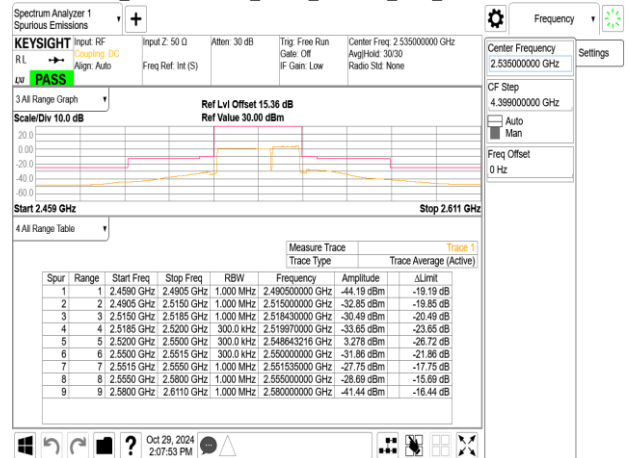 Spectrum Analyzer 1
Spurious Emissions
Frequency
KEYSIGHT Input: RF Input Z: 50 Ω Atten: 30 dB Trig: Free Run Center Freq: 2.535000000 GHz
RL Coupling: DC Gate: Off Avg|Hold: 30/30
Align: Auto Freq Ref: Int (S) IF Gain: Low Radio Std: None
LXI PASS
Center Frequency
2.535000000 GHz
Settings
CF Step
4.399000000 GHz
Auto
Man
Freq Offset
0 Hz
3 All Range Graph
Ref Lvl Offset 15.36 dB
Scale/Div 10.0 dB Ref Value 30.00 dBm
20.0
0.00
-20.0
-40.0
-60.0
Start 2.459 GHz Stop 2.611 GHz
4 All Range Table
Measure Trace Trace 1
Trace Type Trace Average (Active)
Spur Range Start Freq Stop Freq RBW Frequency Amplitude ΔLimit
1 1 2.4590 GHz 2.4905 GHz 1.000 MHz 2.490500000 GHz -44.19 dBm -19.19 dB
2 2 2.4905 GHz 2.5150 GHz 1.000 MHz 2.515000000 GHz -32.85 dBm -19.85 dB
3 3 2.5150 GHz 2.5185 GHz 1.000 MHz 2.518430000 GHz -30.49 dBm -20.49 dB
4 4 2.5185 GHz 2.5200 GHz 300.0 kHz 2.519970000 GHz -33.65 dBm -23.65 dB
5 5 2.5200 GHz 2.5500 GHz 300.0 kHz 2.548643216 GHz 3.278 dBm -26.72 dB
6 6 2.5500 GHz 2.5515 GHz 300.0 kHz 2.550000000 GHz -31.86 dBm -21.86 dB
7 7 2.5515 GHz 2.5550 GHz 1.000 MHz 2.551535000 GHz -27.75 dBm -17.75 dB
8 8 2.5550 GHz 2.5800 GHz 1.000 MHz 2.555000000 GHz -28.69 dBm -15.69 dB
9 9 2.5800 GHz 2.6110 GHz 1.000 MHz 2.580000000 GHz -41.44 dBm -16.44 dB
Oct 29, 2024
2:07:53 PM